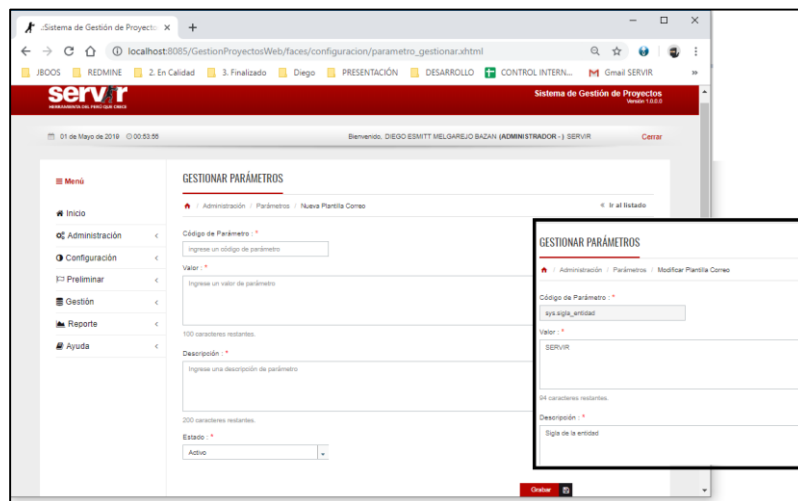 .:Sistema de Gestión de Proyecto
localhost:8085/GestionProyectosWeb/faces/configuracion/parametro_gestionar.xhtml
JBOOS REDMINE 2. En Calidad 3. Finalizado Diego PRESENTACIÓN DESARROLLO CONTROL INTERN... Gmail SERVIR »
servir
HERRAMIENTA DEL PERÚ QUE CRECE
Sistema de Gestión de Proyectos
Versión 1.0.0.0
01 de Mayo de 2019 00:53:55 Bienvenido, DIEGO ESMITT MELGAREJO BAZAN (ADMINISTRADOR - ) SERVIR Cerrar
Menú
Inicio
Administración
Configuración
Preliminar
Gestión
Reporte
Ayuda
GESTIONAR PARÁMETROS
/ Administración / Parámetros / Nueva Plantilla Correo < Ir al listado
Código de Parámetro : *
ingrese un código de parámetro
Valor : *
Ingrese un valor de parámetro
100 caracteres restantes.
Descripción : *
Ingrese una descripción de parámetro
200 caracteres restantes.
Estado : *
Activo
Grabar
GESTIONAR PARÁMETROS
/ Administración / Parámetros / Modificar Plantilla Correo
Código de Parámetro : *
sys.sigla_entidad
Valor : *
SERVIR
94 caracteres restantes.
Descripción : *
Sigla de la entidad